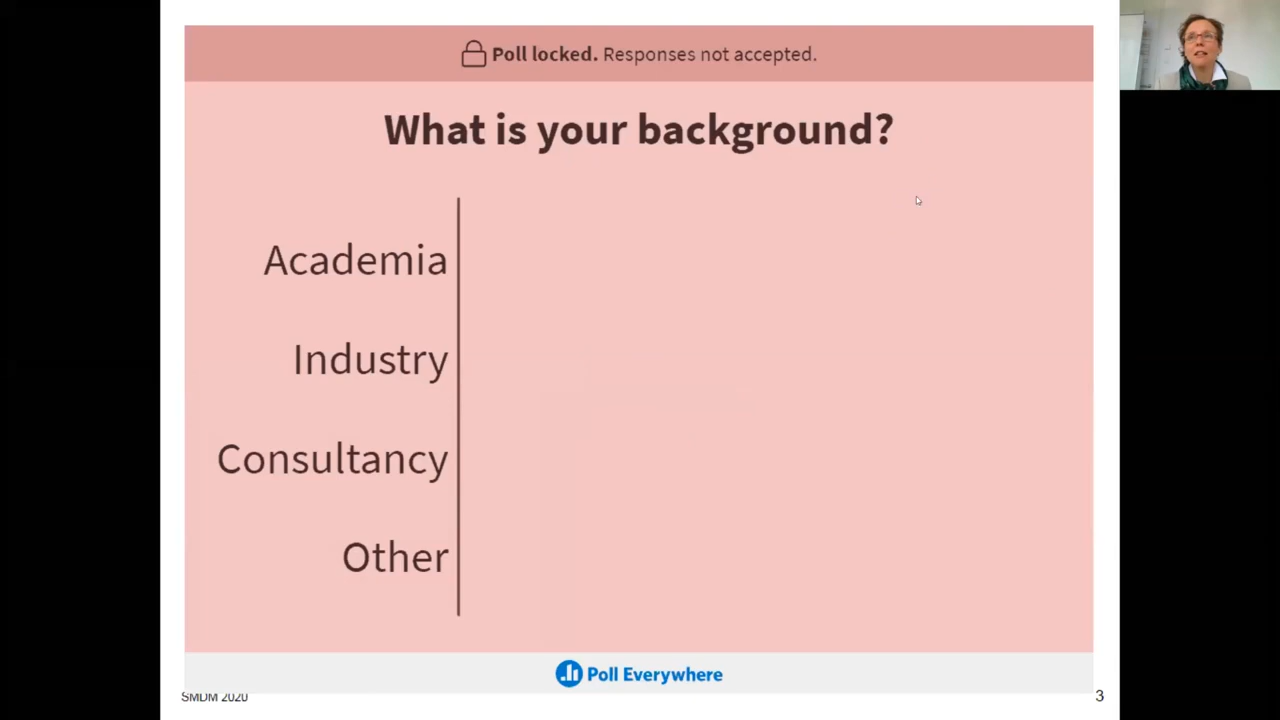 Poll locked. Responses not accepted.
What is your background?
Academia
Industry
Consultancy
Other
Poll Everywhere
SMDM 2020
3